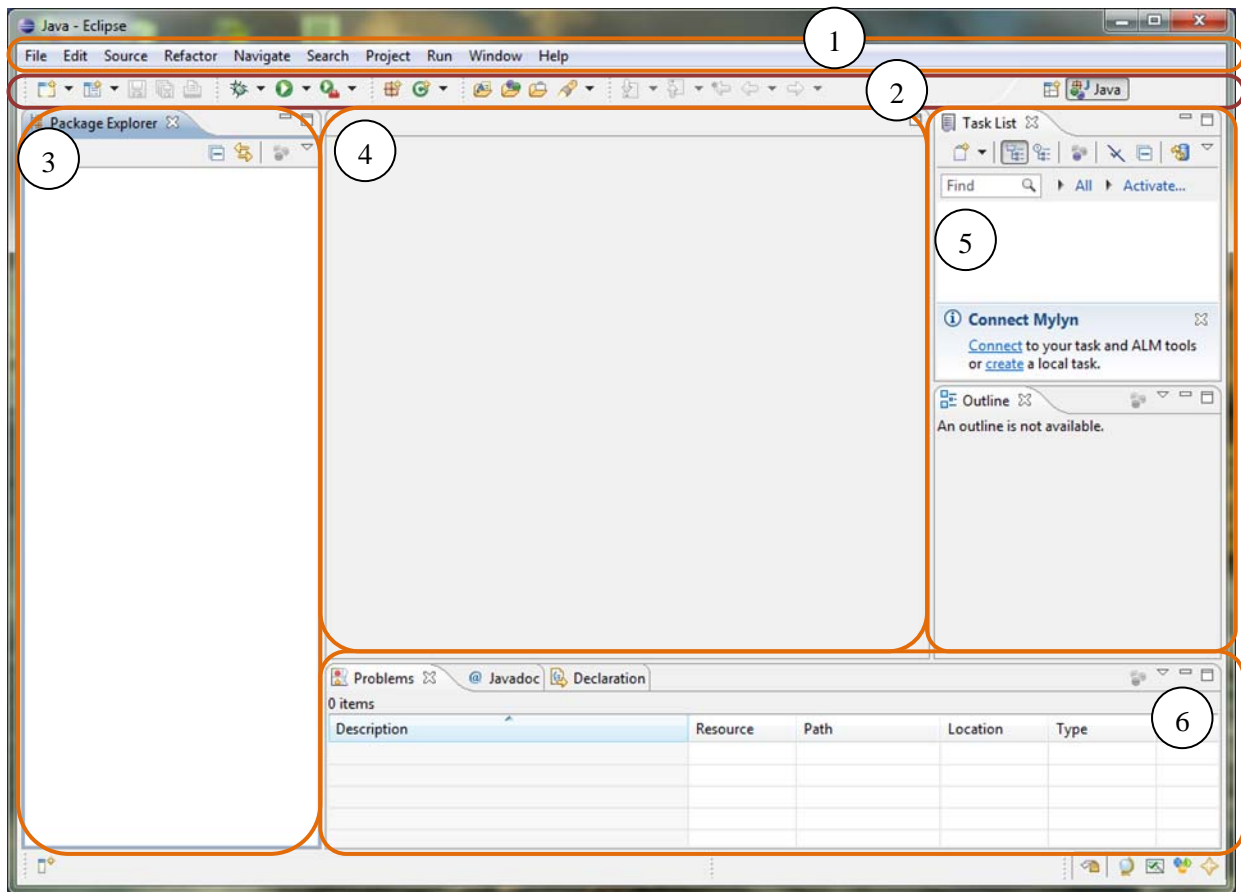 Java - Eclipse
1
File Edit Source Refactor Navigate Search Project Run Window Help
2
Java
Package Explorer
3
4
Task List
Find All Activate...
5
Connect Mylyn
Connect to your task and ALM tools
or create a local task.
Outline
An outline is not available.
Problems @ Javadoc Declaration
0 items
6
Description Resource Path Location Type